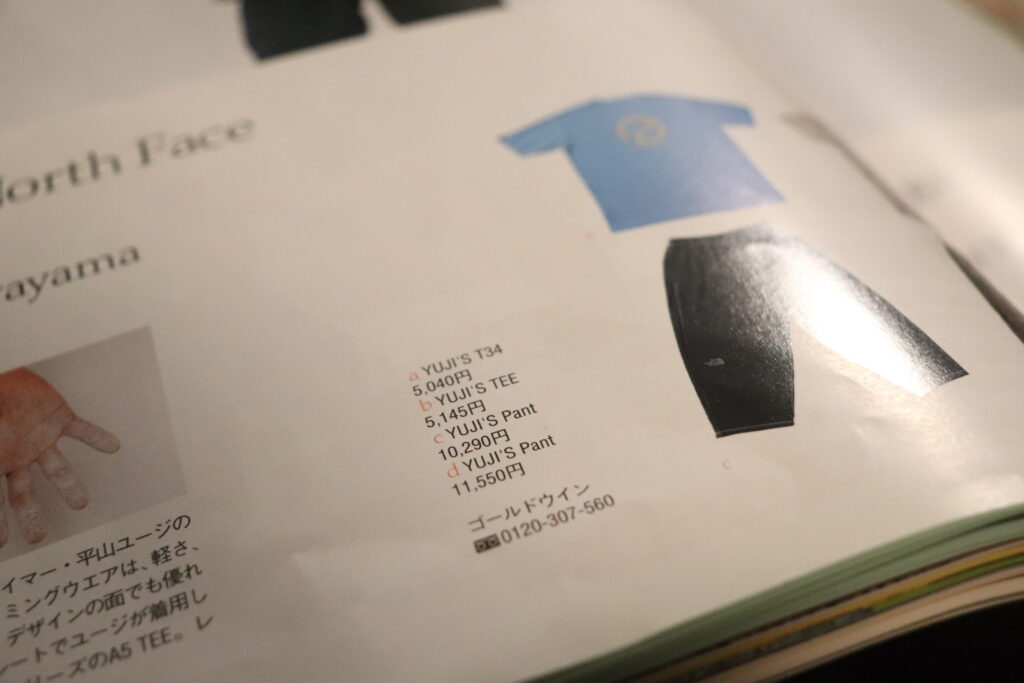 North Face
rayama
a YUJI'S T34
5,040円
b YUJI'S TEE
5,145円
c YUJI'S Pant
10,290円
d YUJI'S Pant
11,550円
ゴールドウイン
0120-307-560
c
イマー・平山ユージの
ミングウエアは、軽さ、
デザインの面でも優れ
ートでユージが着用し
リーズのA5 TEE。レ